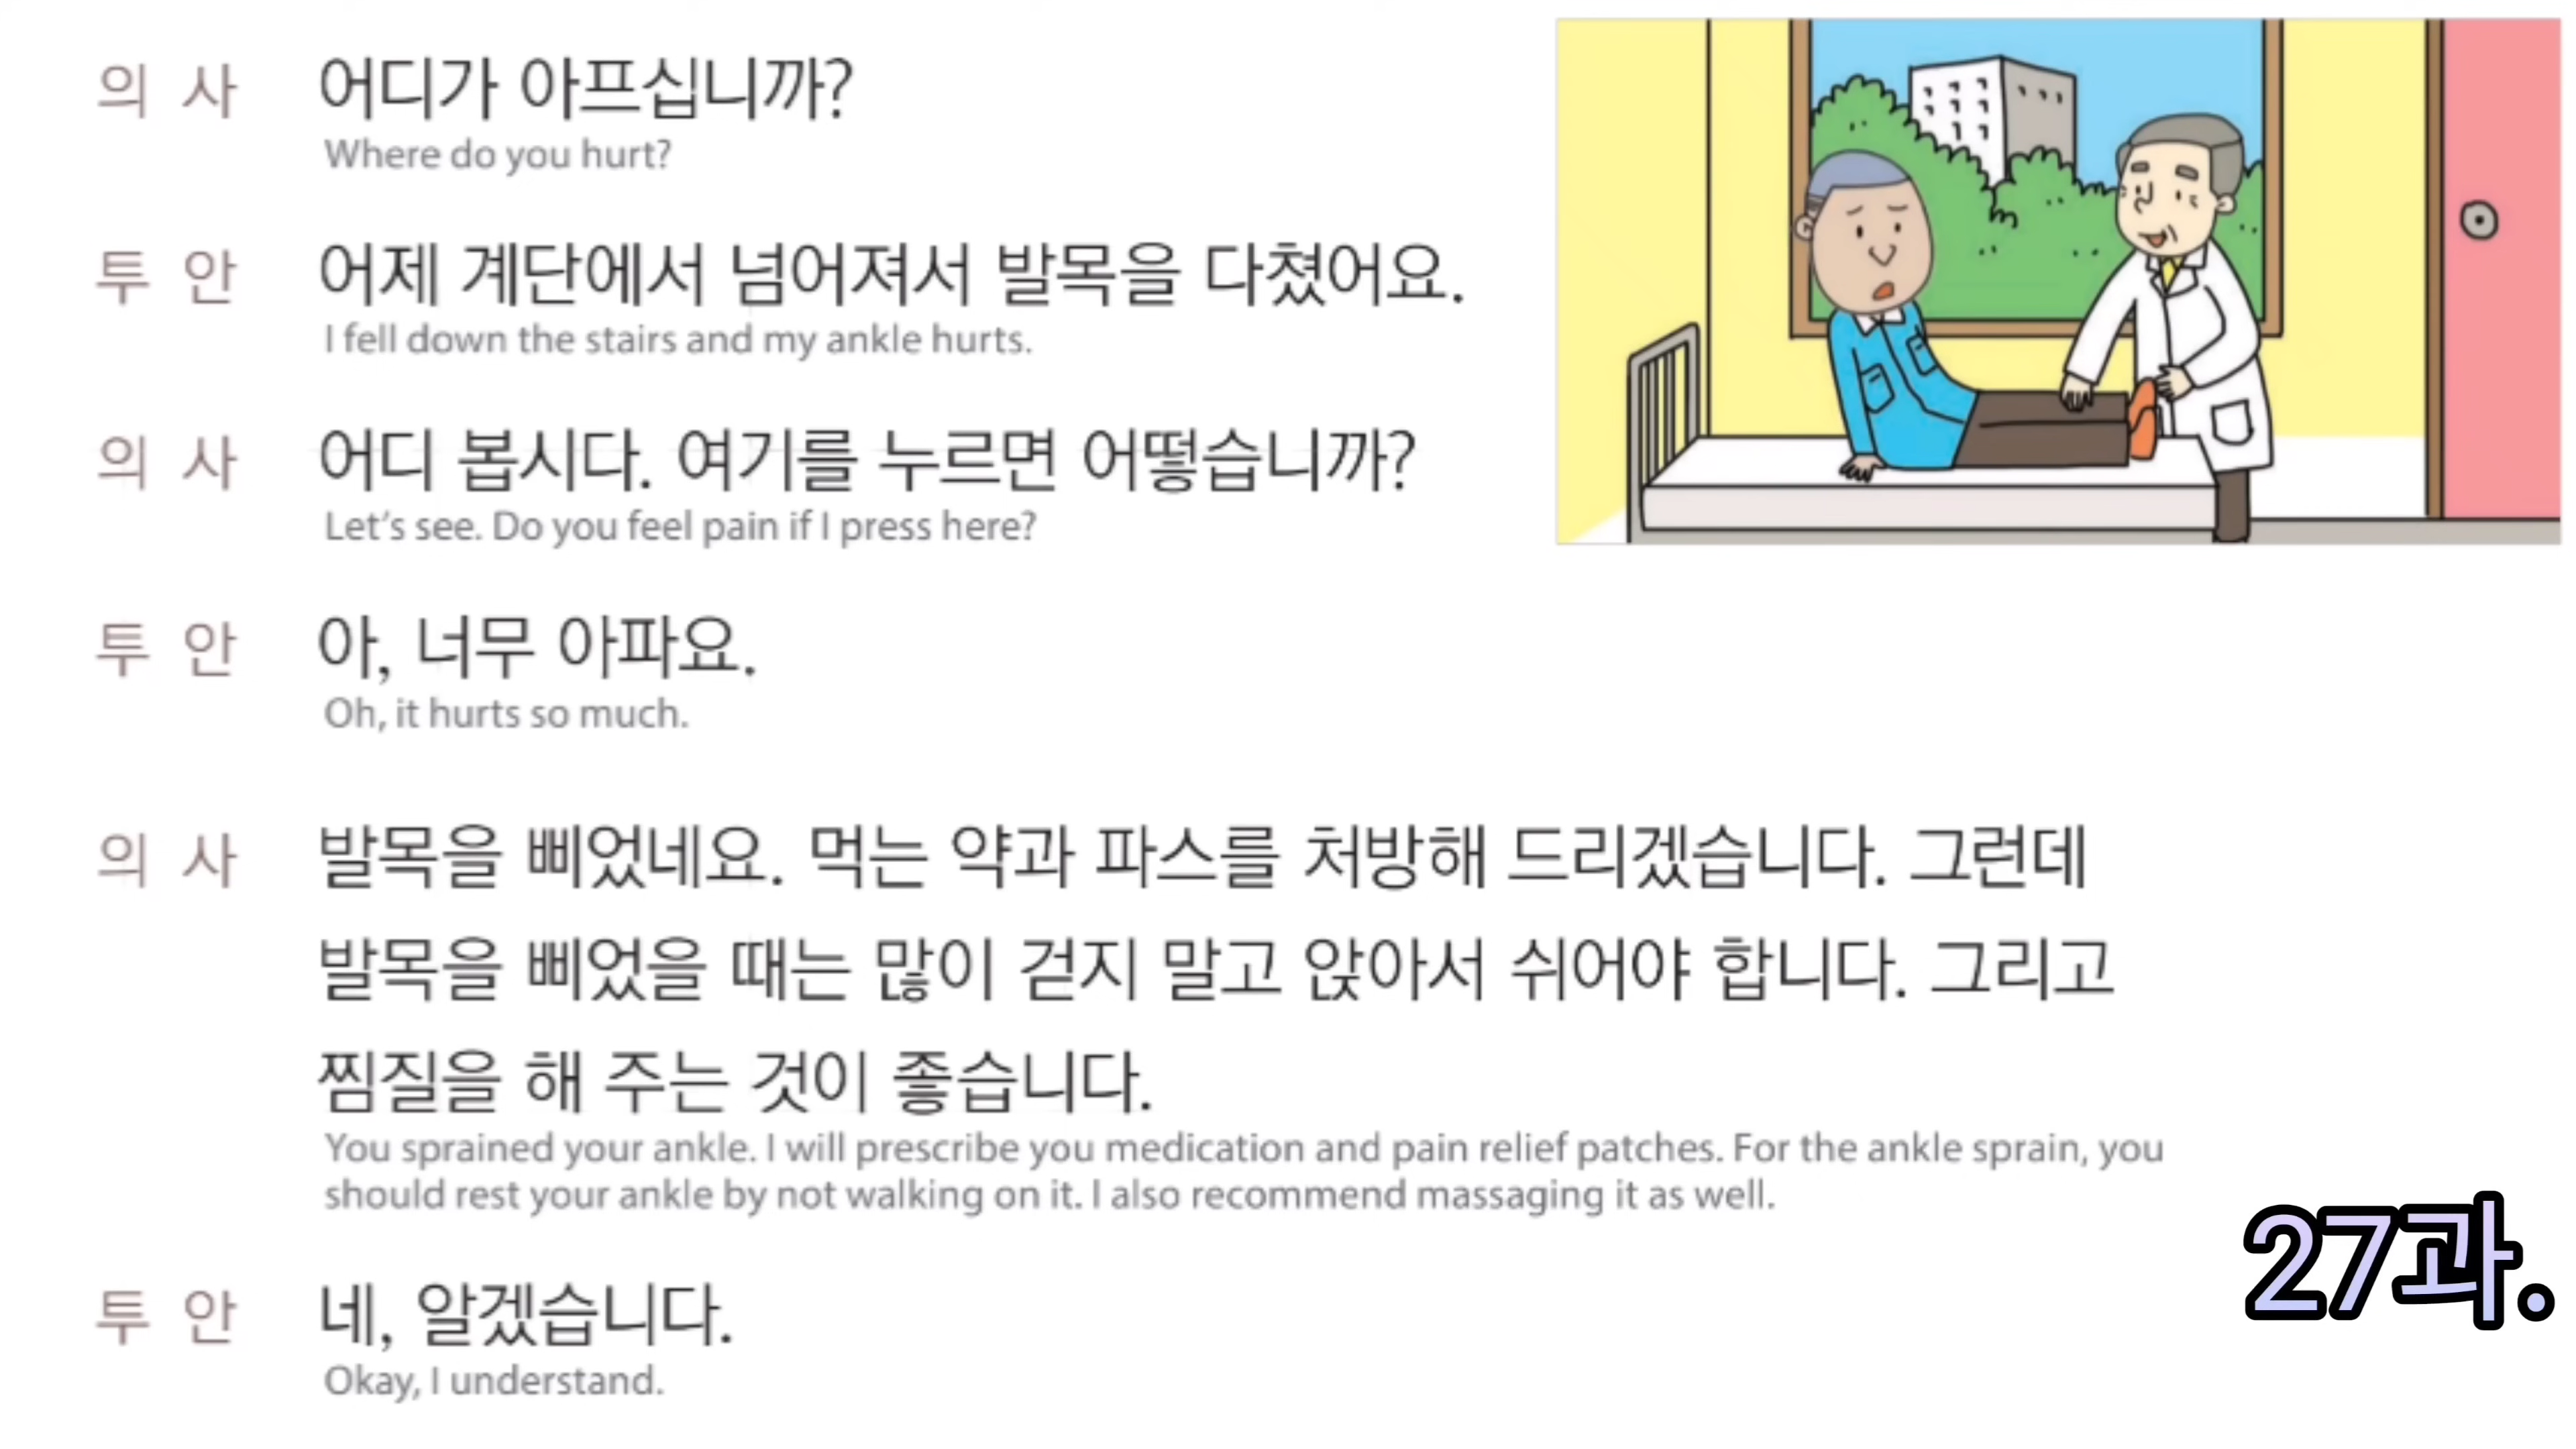 의 사 어디가 아프십니까?
Where do you hurt?
투 안 어제 계단에서 넘어져서 발목을 다쳤어요.
I fell down the stairs and my ankle hurts.
의 사 어디 봅시다. 여기를 누르면 어떻습니까?
Let's see. Do you feel pain if I press here?
투 안 아, 너무 아파요.
Oh, it hurts so much.
의 사 발목을 삐었네요. 먹는 약과 파스를 처방해 드리겠습니다. 그런데
발목을 삐었을 때는 많이 걷지 말고 앉아서 쉬어야 합니다. 그리고
찜질을 해 주는 것이 좋습니다.
You sprained your ankle. I will prescribe you medication and pain relief patches. For the ankle sprain, you
should rest your ankle by not walking on it. I also recommend massaging it as well.
27과.
투 안 네, 알겠습니다.
Okay, I understand.